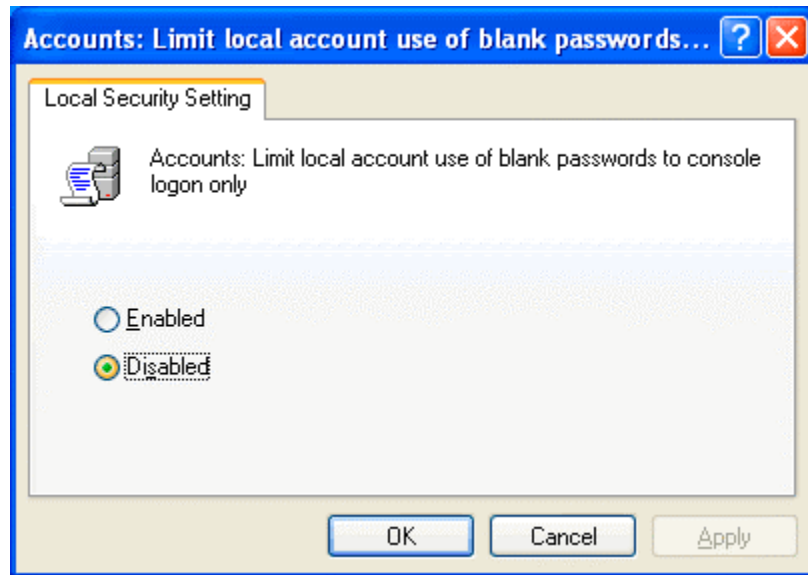 Accounts: Limit local account use of blank passwords...
Local Security Setting
Accounts: Limit local account use of blank passwords to console
logon only
Enabled
Disabled
OK
Cancel
Apply